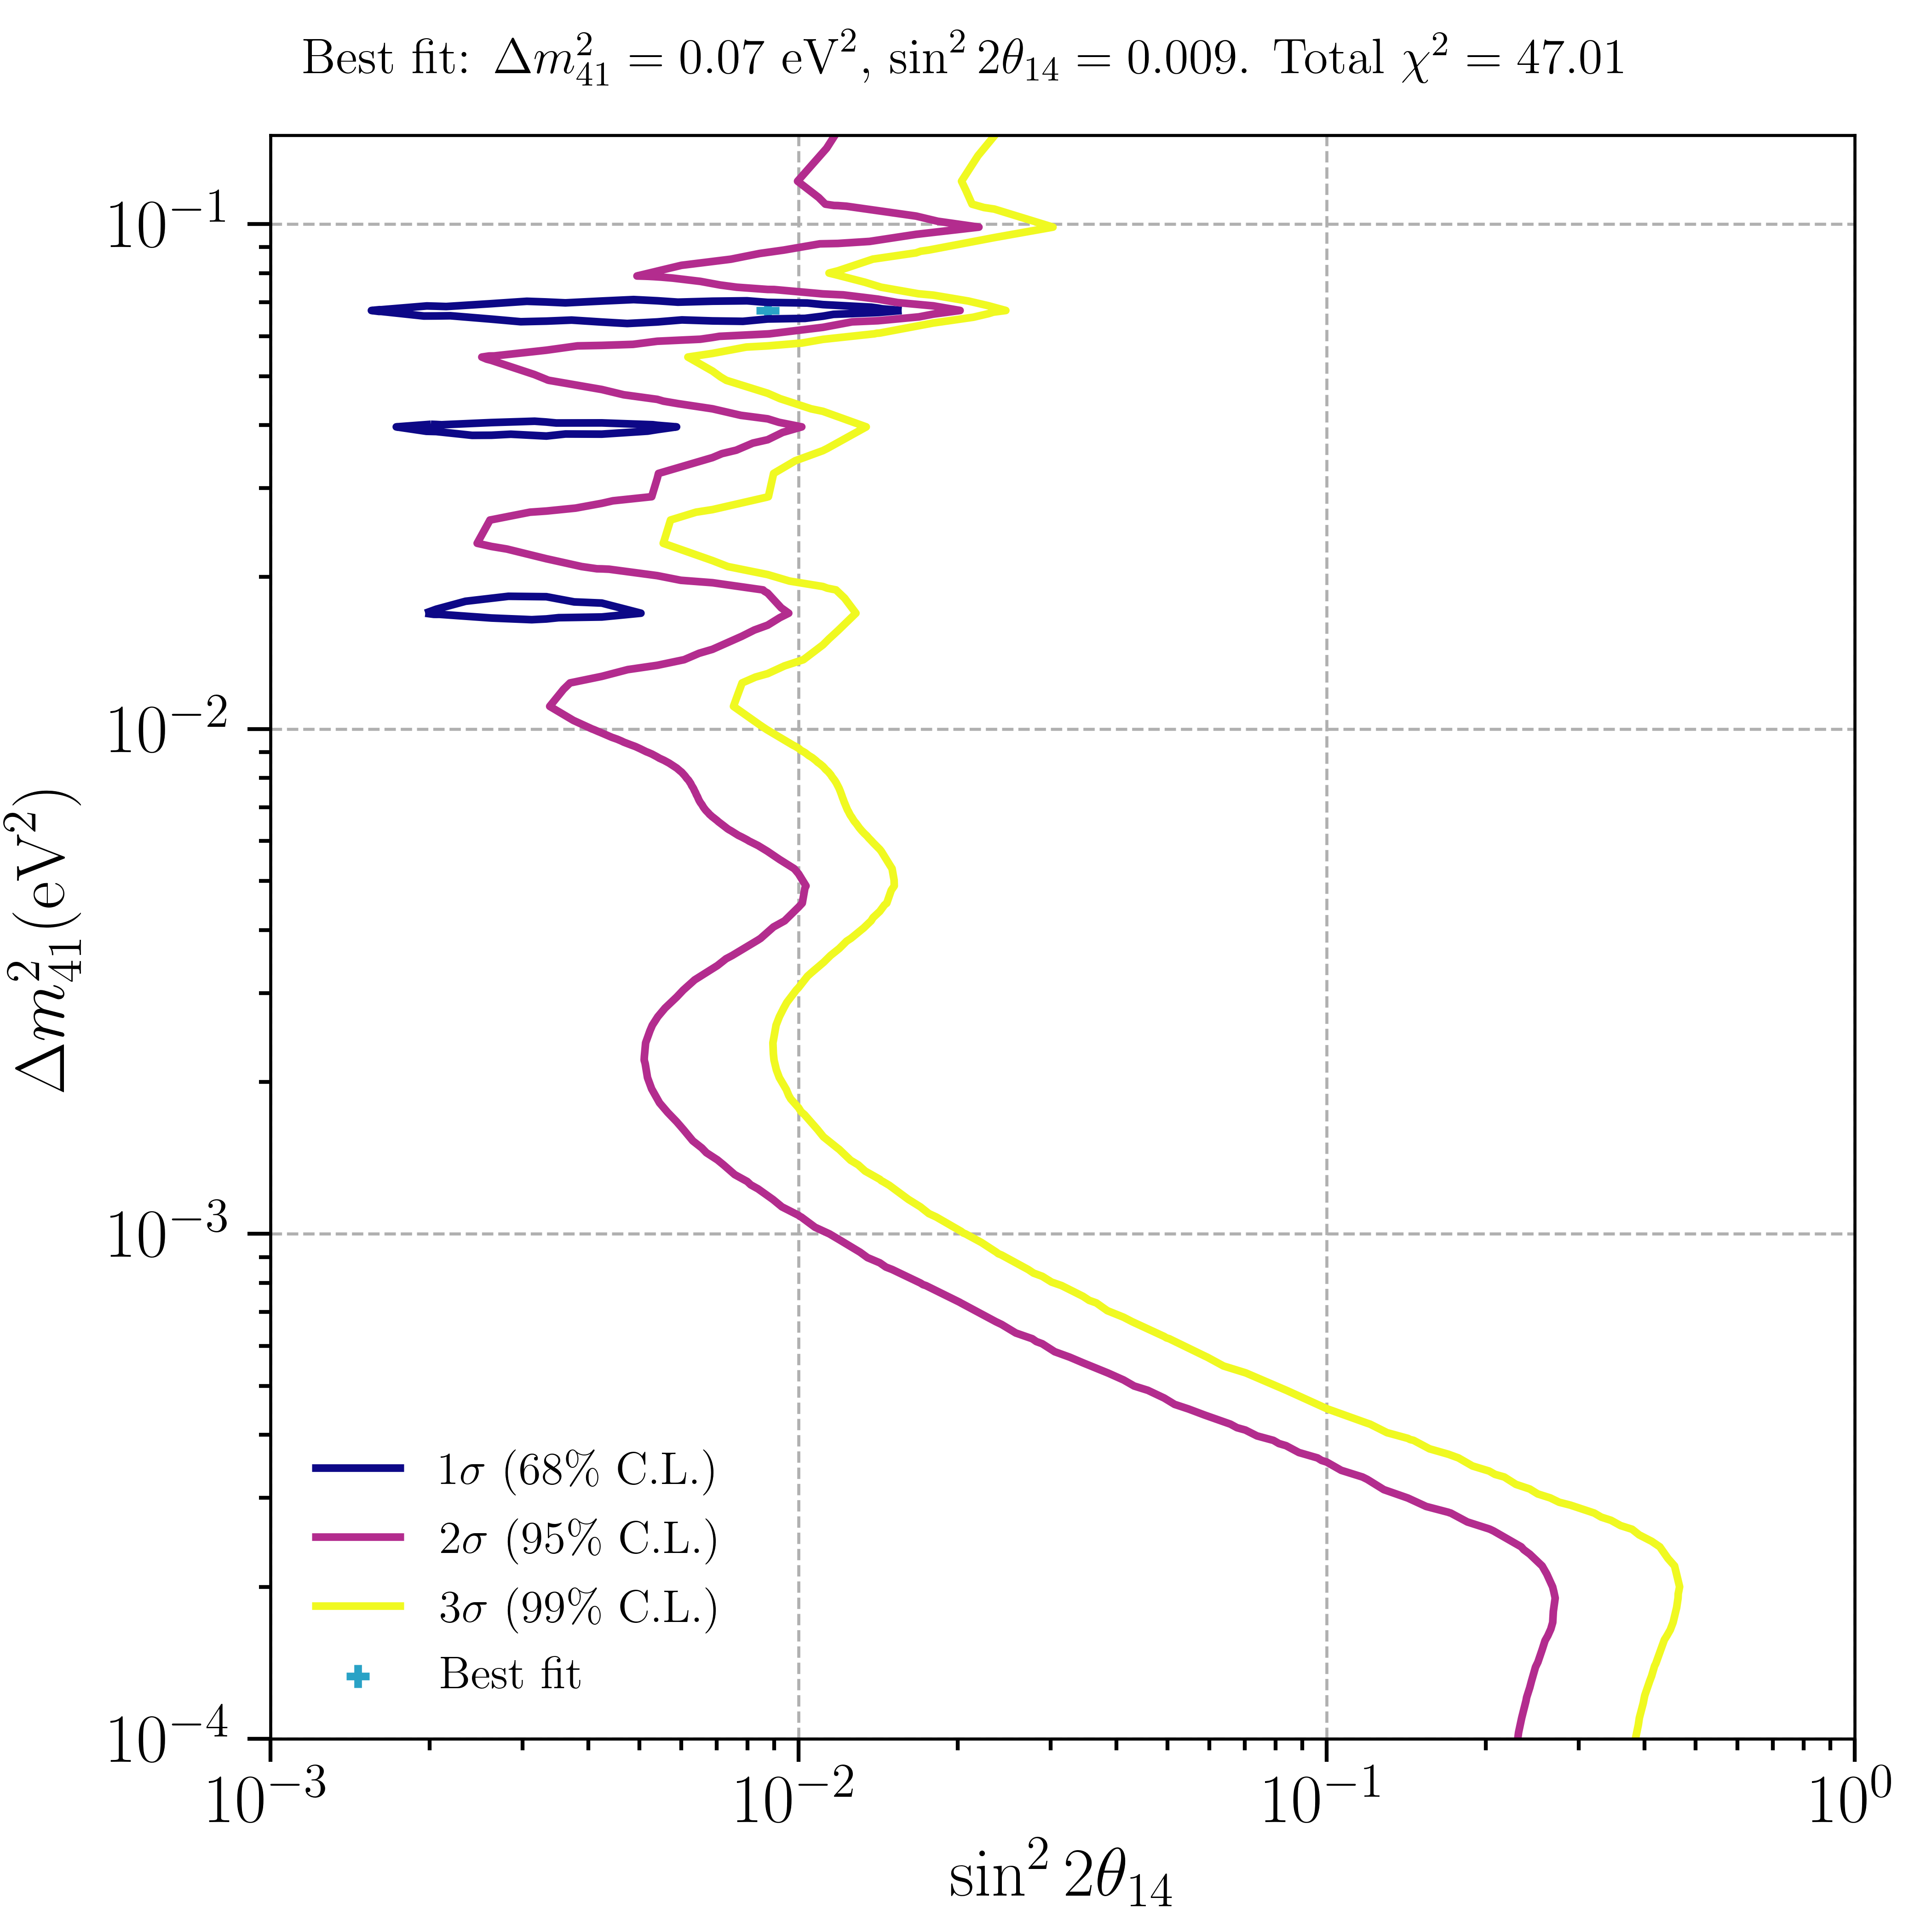 Best fit: Δm²₄₁ = 0.07 eV², sin² 2θ₁₄ = 0.009. Total χ² = 47.01
10⁻¹
10⁻²
10⁻³
10⁻⁴
Δm²₄₁(eV²)
1σ (68% C.L.)
2σ (95% C.L.)
3σ (99% C.L.)
Best fit
10⁻³ 10⁻² 10⁻¹ 10⁰
sin² 2θ₁₄